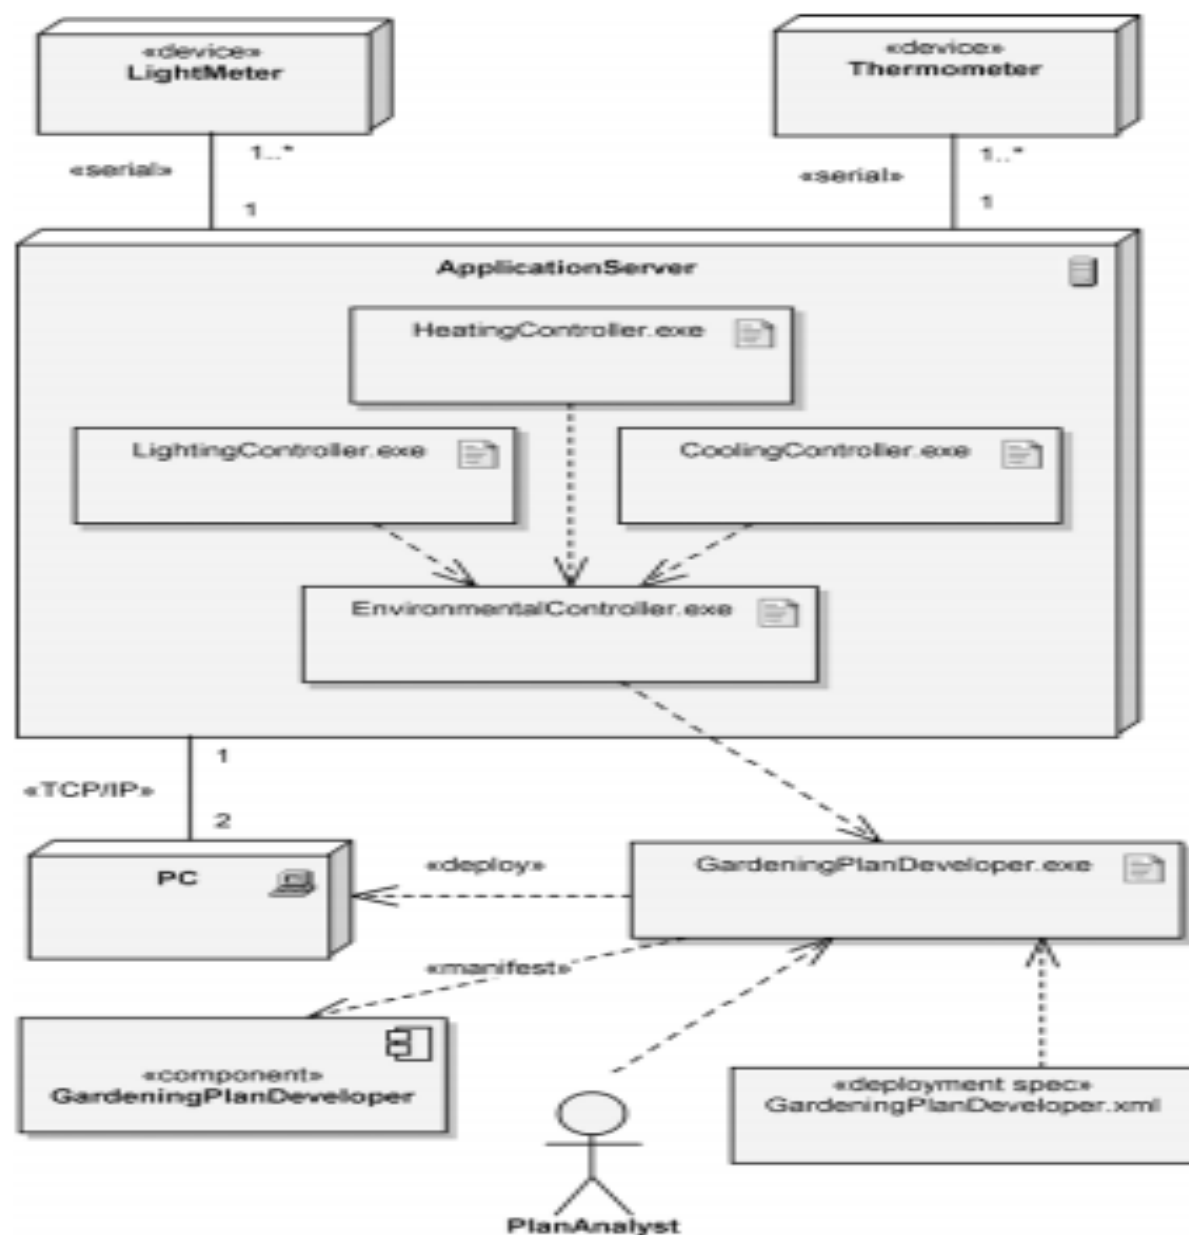 «device»
LightMeter
«device»
Thermometer
1..*
«serial»
1
1..*
«serial»
1
ApplicationServer
HeatingController.exe
LightingController.exe
CoolingController.exe
EnvironmentalController.exe
1
«TCP/IP»
2
PC
«deploy»
GardeningPlanDeveloper.exe
«manifest»
«component»
GardeningPlanDeveloper
«deployment spec»
GardeningPlanDeveloper.xml
PlanAnalyst